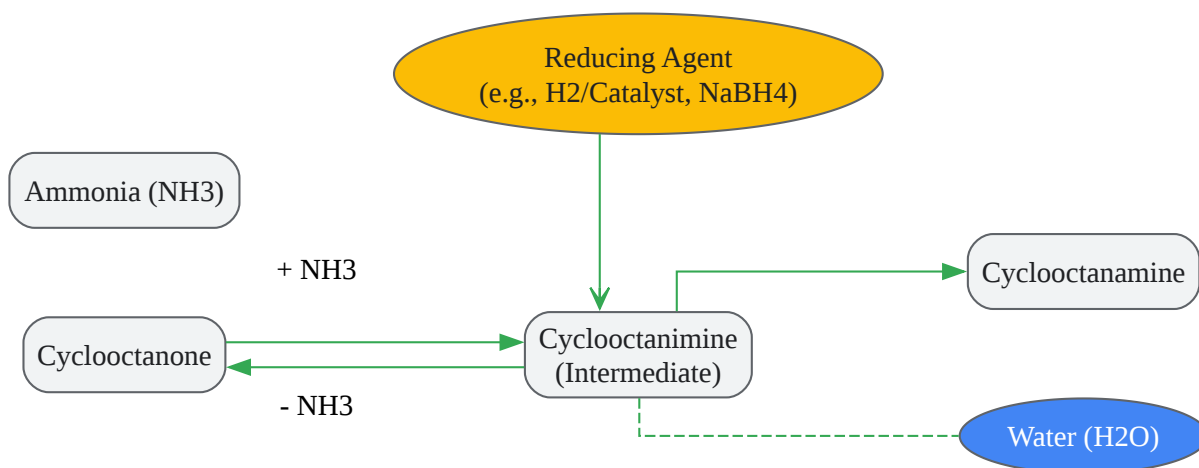 Reducing Agent
(e.g., H2/Catalyst, NaBH4)
Ammonia (NH3)
+ NH3
Cyclooctanamine
Cyclooctanone
Cyclooctanimine
(Intermediate)
- NH3
Water (H2O)